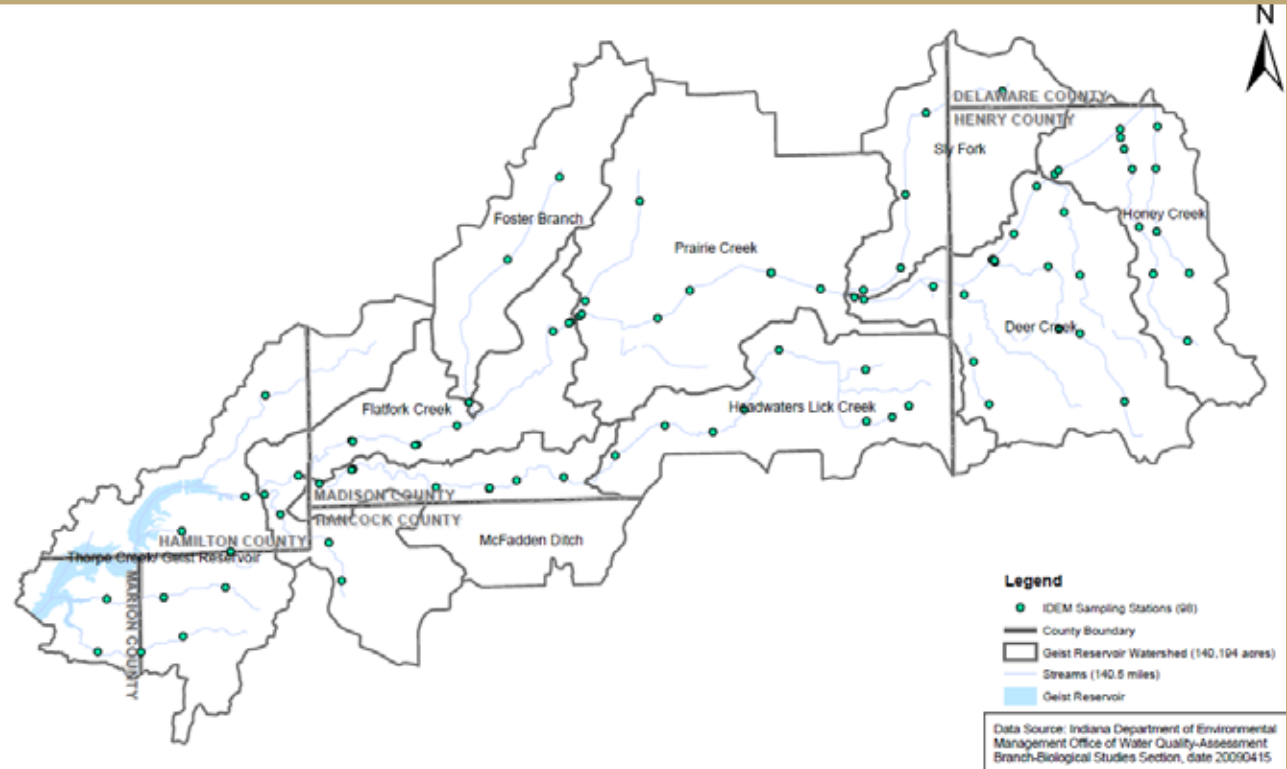 N
DELAWARE COUNTY
HENRY COUNTY
Sly Fork
Foster Branch
Honey Creek
Prairie Creek
Deer Creek
Flatfork Creek
Headwaters Lick Creek
MADISON COUNTY
HANCOCK COUNTY
HAMILTON COUNTY
McFadden Ditch
Thorpe Creek/ Geist Reservoir
MARION COUNTY
Legend
IDEM Sampling Stations (98)
County Boundary
Geist Reservoir Watershed (140,194 acres)
Streams (140.5 miles)
Geist Reservoir
Data Source: Indiana Department of Environmental
Management Office of Water Quality-Assessment
Branch-Biological Studies Section, date 20090415